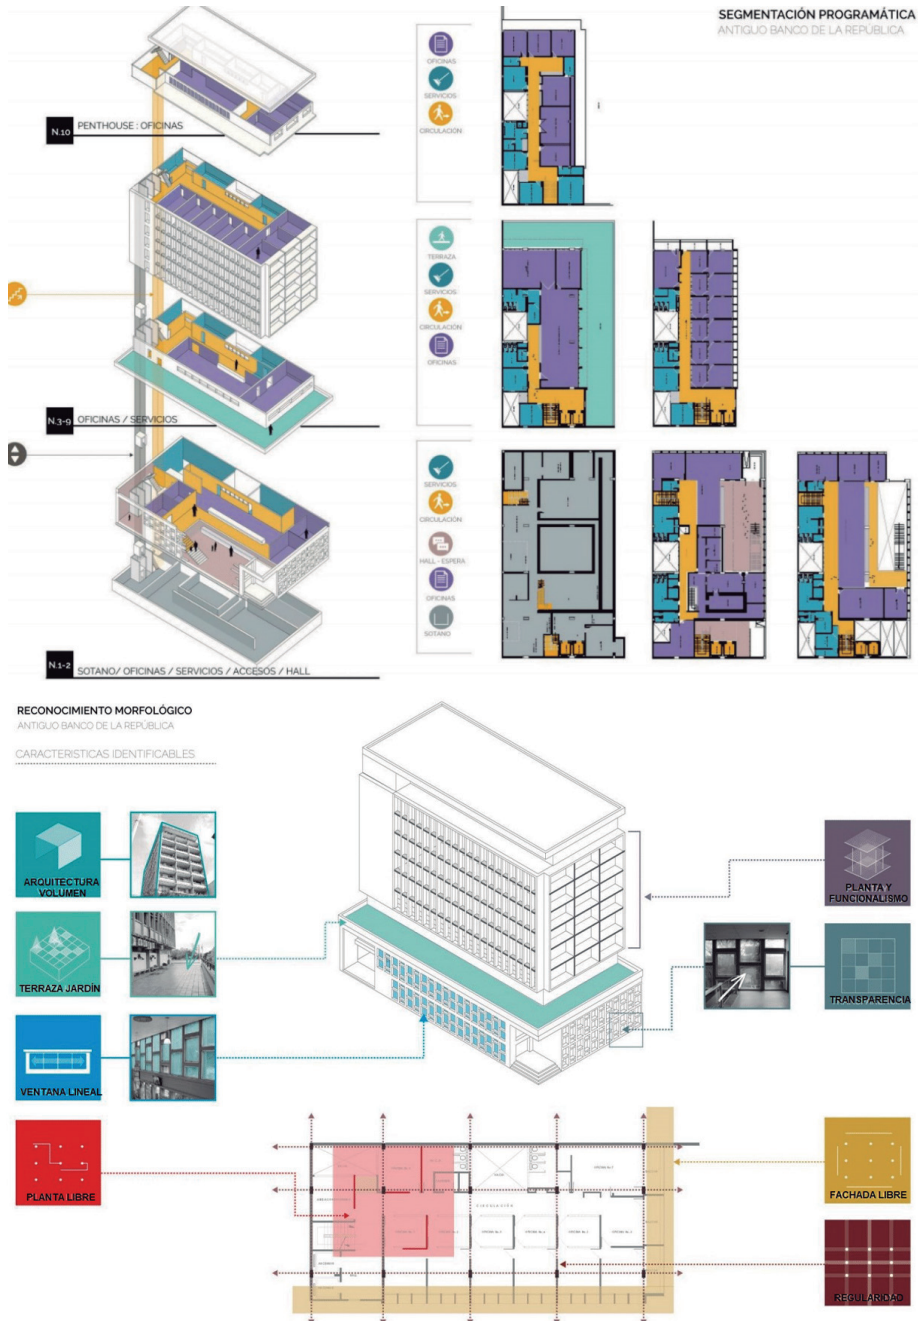 SEGMENTACIÓN PROGRAMÁTICA
ANTIGUO BANCO DE LA REPÚBLICA
OFICINAS
SERVICIOS
CIRCULACIÓN
N.10 PENTHOUSE : OFICINAS
TERRAZA
SERVICIOS
CIRCULACIÓN
OFICINAS
N.3-9 OFICINAS / SERVICIOS
SERVICIOS
CIRCULACIÓN
HALL - ESPERA
OFICINAS
SOTANO
N.1-2 SOTANO/ OFICINAS / SERVICIOS / ACCESOS / HALL
RECONOCIMIENTO MORFOLÓGICO
ANTIGUO BANCO DE LA REPÚBLICA
CARACTERISTICAS IDENTIFICABLES
ARQUITECTURA
VOLUMEN
PLANTA Y
FUNCIONALISMO
TERRAZA JARDÍN
TRANSPARENCIA
VENTANA LINEAL
PLANTA LIBRE
FACHADA LIBRE
CIRCULACIÓN
REGULARIDAD